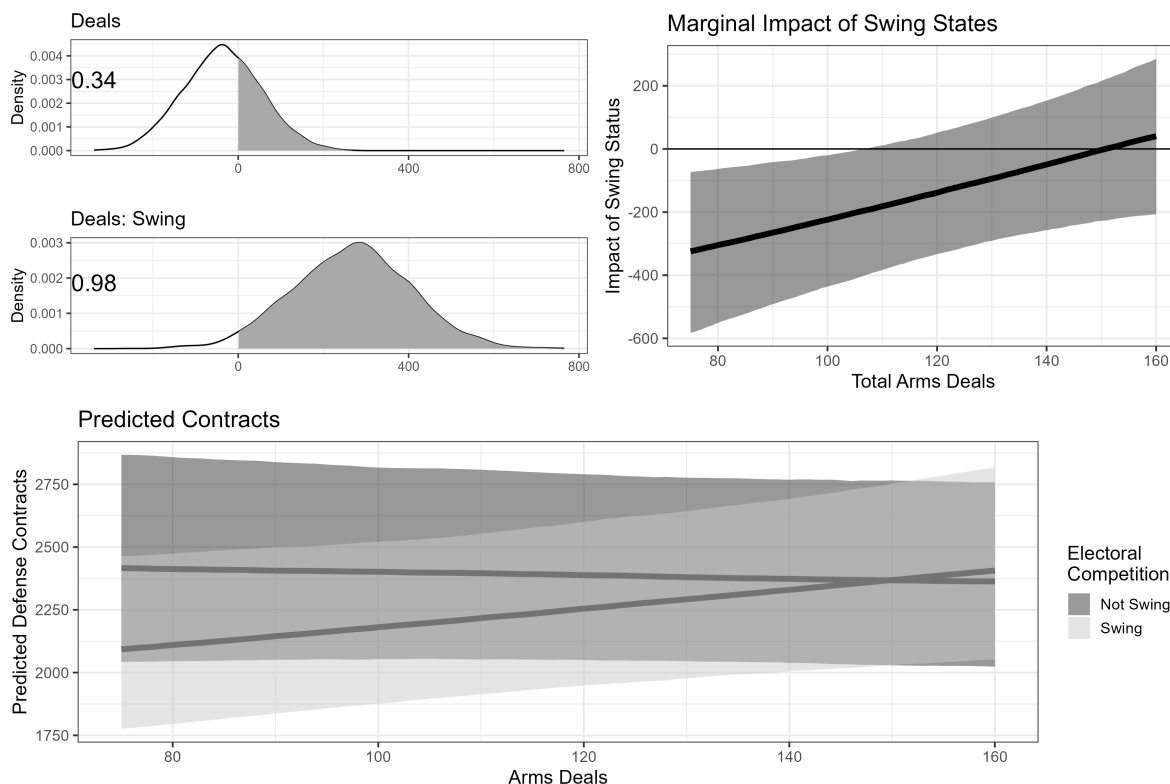 Deals
Density
0.004
0.003
0.002
0.001
0.000
0.34
0
400
800
Deals: Swing
Density
0.003
0.002
0.001
0.000
0.98
0
400
800
Marginal Impact of Swing States
Impact of Swing Status
200
0
-200
-400
-600
80
100
120
140
160
Total Arms Deals
Predicted Contracts
Predicted Defense Contracts
2750
2500
2250
2000
1750
80
100
120
140
160
Arms Deals
Electoral
Competition
Not Swing
Swing